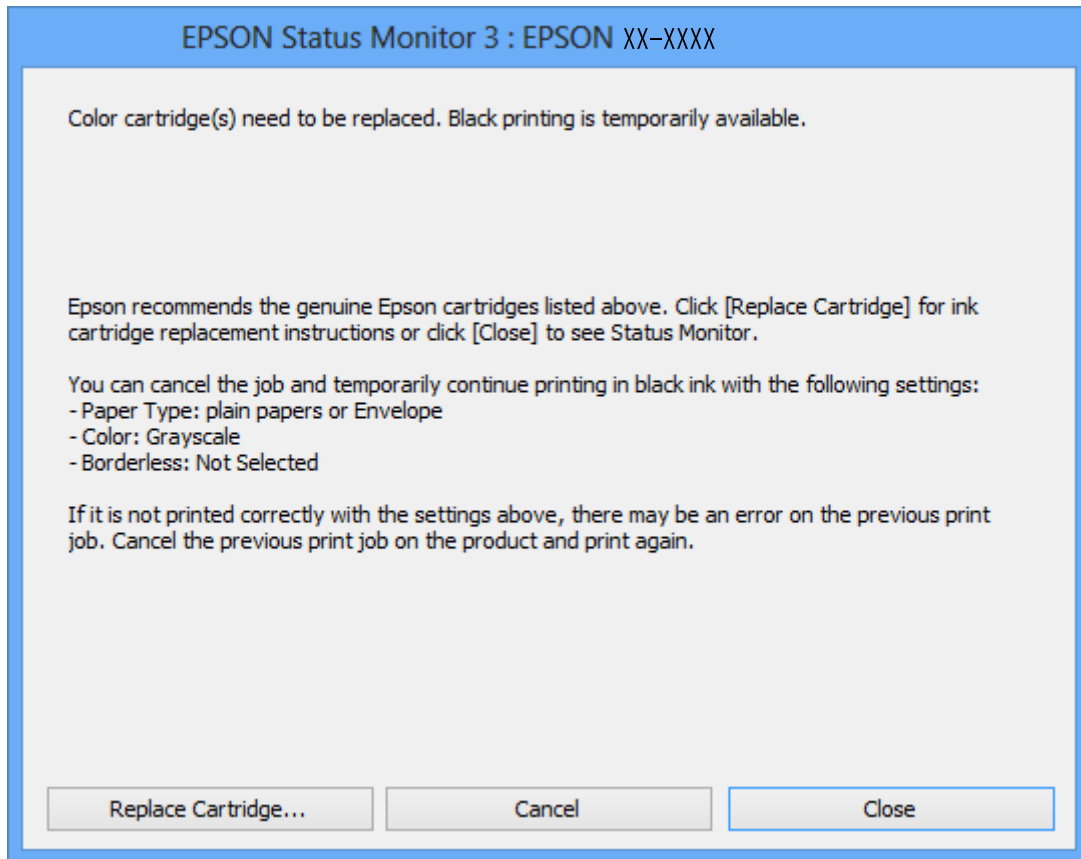 EPSON Status Monitor 3 : EPSON XX-XXXX
Color cartridge(s) need to be replaced. Black printing is temporarily available.
Epson recommends the genuine Epson cartridges listed above. Click [Replace Cartridge] for ink
cartridge replacement instructions or click [Close] to see Status Monitor.
You can cancel the job and temporarily continue printing in black ink with the following settings:
- Paper Type: plain papers or Envelope
- Color: Grayscale
- Borderless: Not Selected
If it is not printed correctly with the settings above, there may be an error on the previous print
job. Cancel the previous print job on the product and print again.
Replace Cartridge...
Cancel
Close